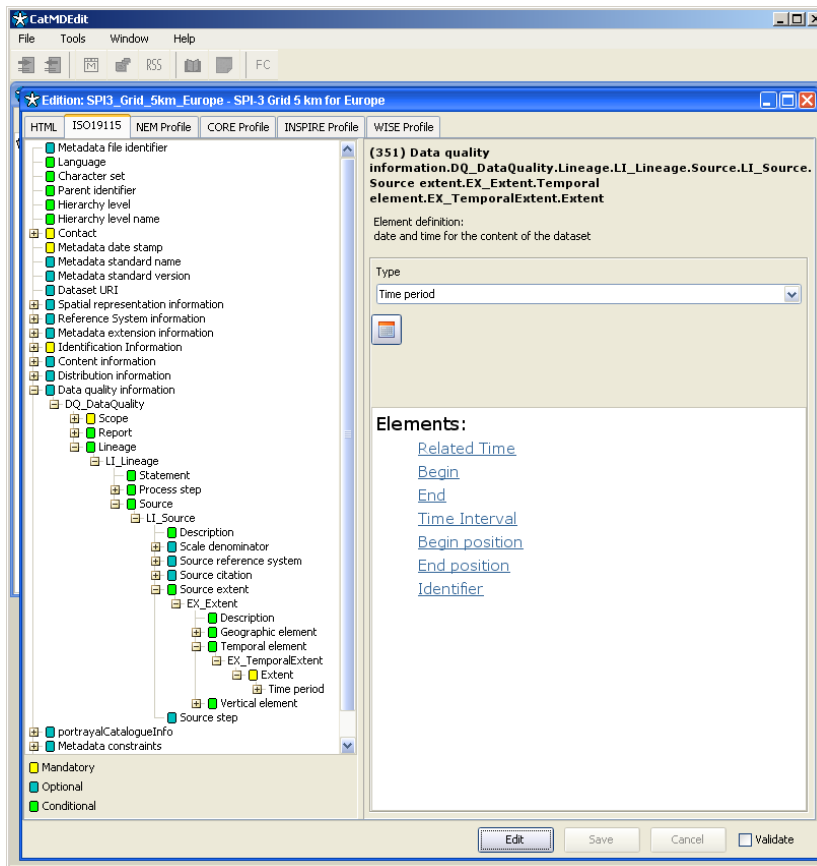 CatMDEdit
File Tools Window Help
RSS FC
Edition: SPI3_Grid_5km_Europe - SPI-3 Grid 5 km for Europe
HTML ISO19115 NEM Profile CORE Profile INSPIRE Profile WISE Profile
Metadata file identifier
Language
Character set
Parent identifier
Hierarchy level
Hierarchy level name
Contact
Metadata date stamp
Metadata standard name
Metadata standard version
Dataset URI
Spatial representation information
Reference System information
Metadata extension information
Identification Information
Content information
Distribution information
Data quality information
DQ_DataQuality
Scope
Report
Lineage
LI_Lineage
Statement
Process step
Source
LI_Source
Description
Scale denominator
Source reference system
Source citation
Source extent
EX_Extent
Description
Geographic element
Temporal element
EX_TemporalExtent
Extent
Time period
Vertical element
Source step
portrayalCatalogueInfo
Metadata constraints
Mandatory
Optional
Conditional
(351) Data quality
information.DQ_DataQuality.Lineage.LI_Lineage.Source.LI_Source.
Source extent.EX_Extent.Temporal
element.EX_TemporalExtent.Extent
Element definition:
date and time for the content of the dataset
Type
Time period
Elements:
Related Time
Begin
End
Time Interval
Begin position
End position
Identifier
Edit Save Cancel Validate